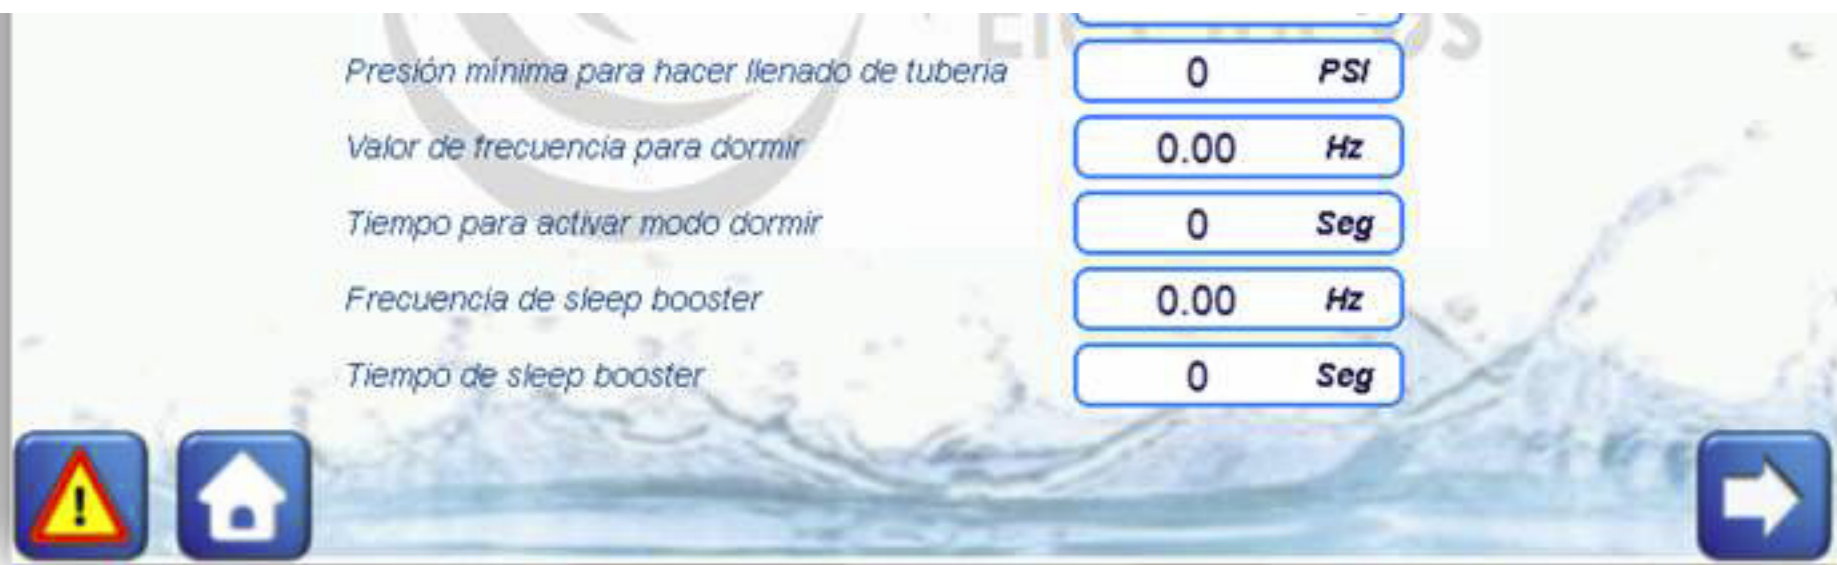 Presión mínima para hacer llenado de tuberia 0 PSI
Valor de frecuencia para dormir 0.00 Hz
Tiempo para activar modo dormir 0 Seg
Frecuencia de sleep booster 0.00 Hz
Tiempo de sleep booster 0 Seg